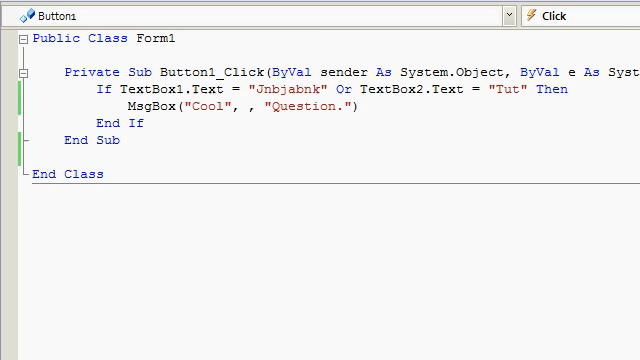 Button1
Click
Public Class Form1
Private Sub Button1_Click(ByVal sender As System.Object, ByVal e As Syst
If TextBox1.Text = "Jnbjabnk" Or TextBox2.Text = "Tut" Then
MsgBox("Cool", , "Question.")
End If
End Sub
End Class